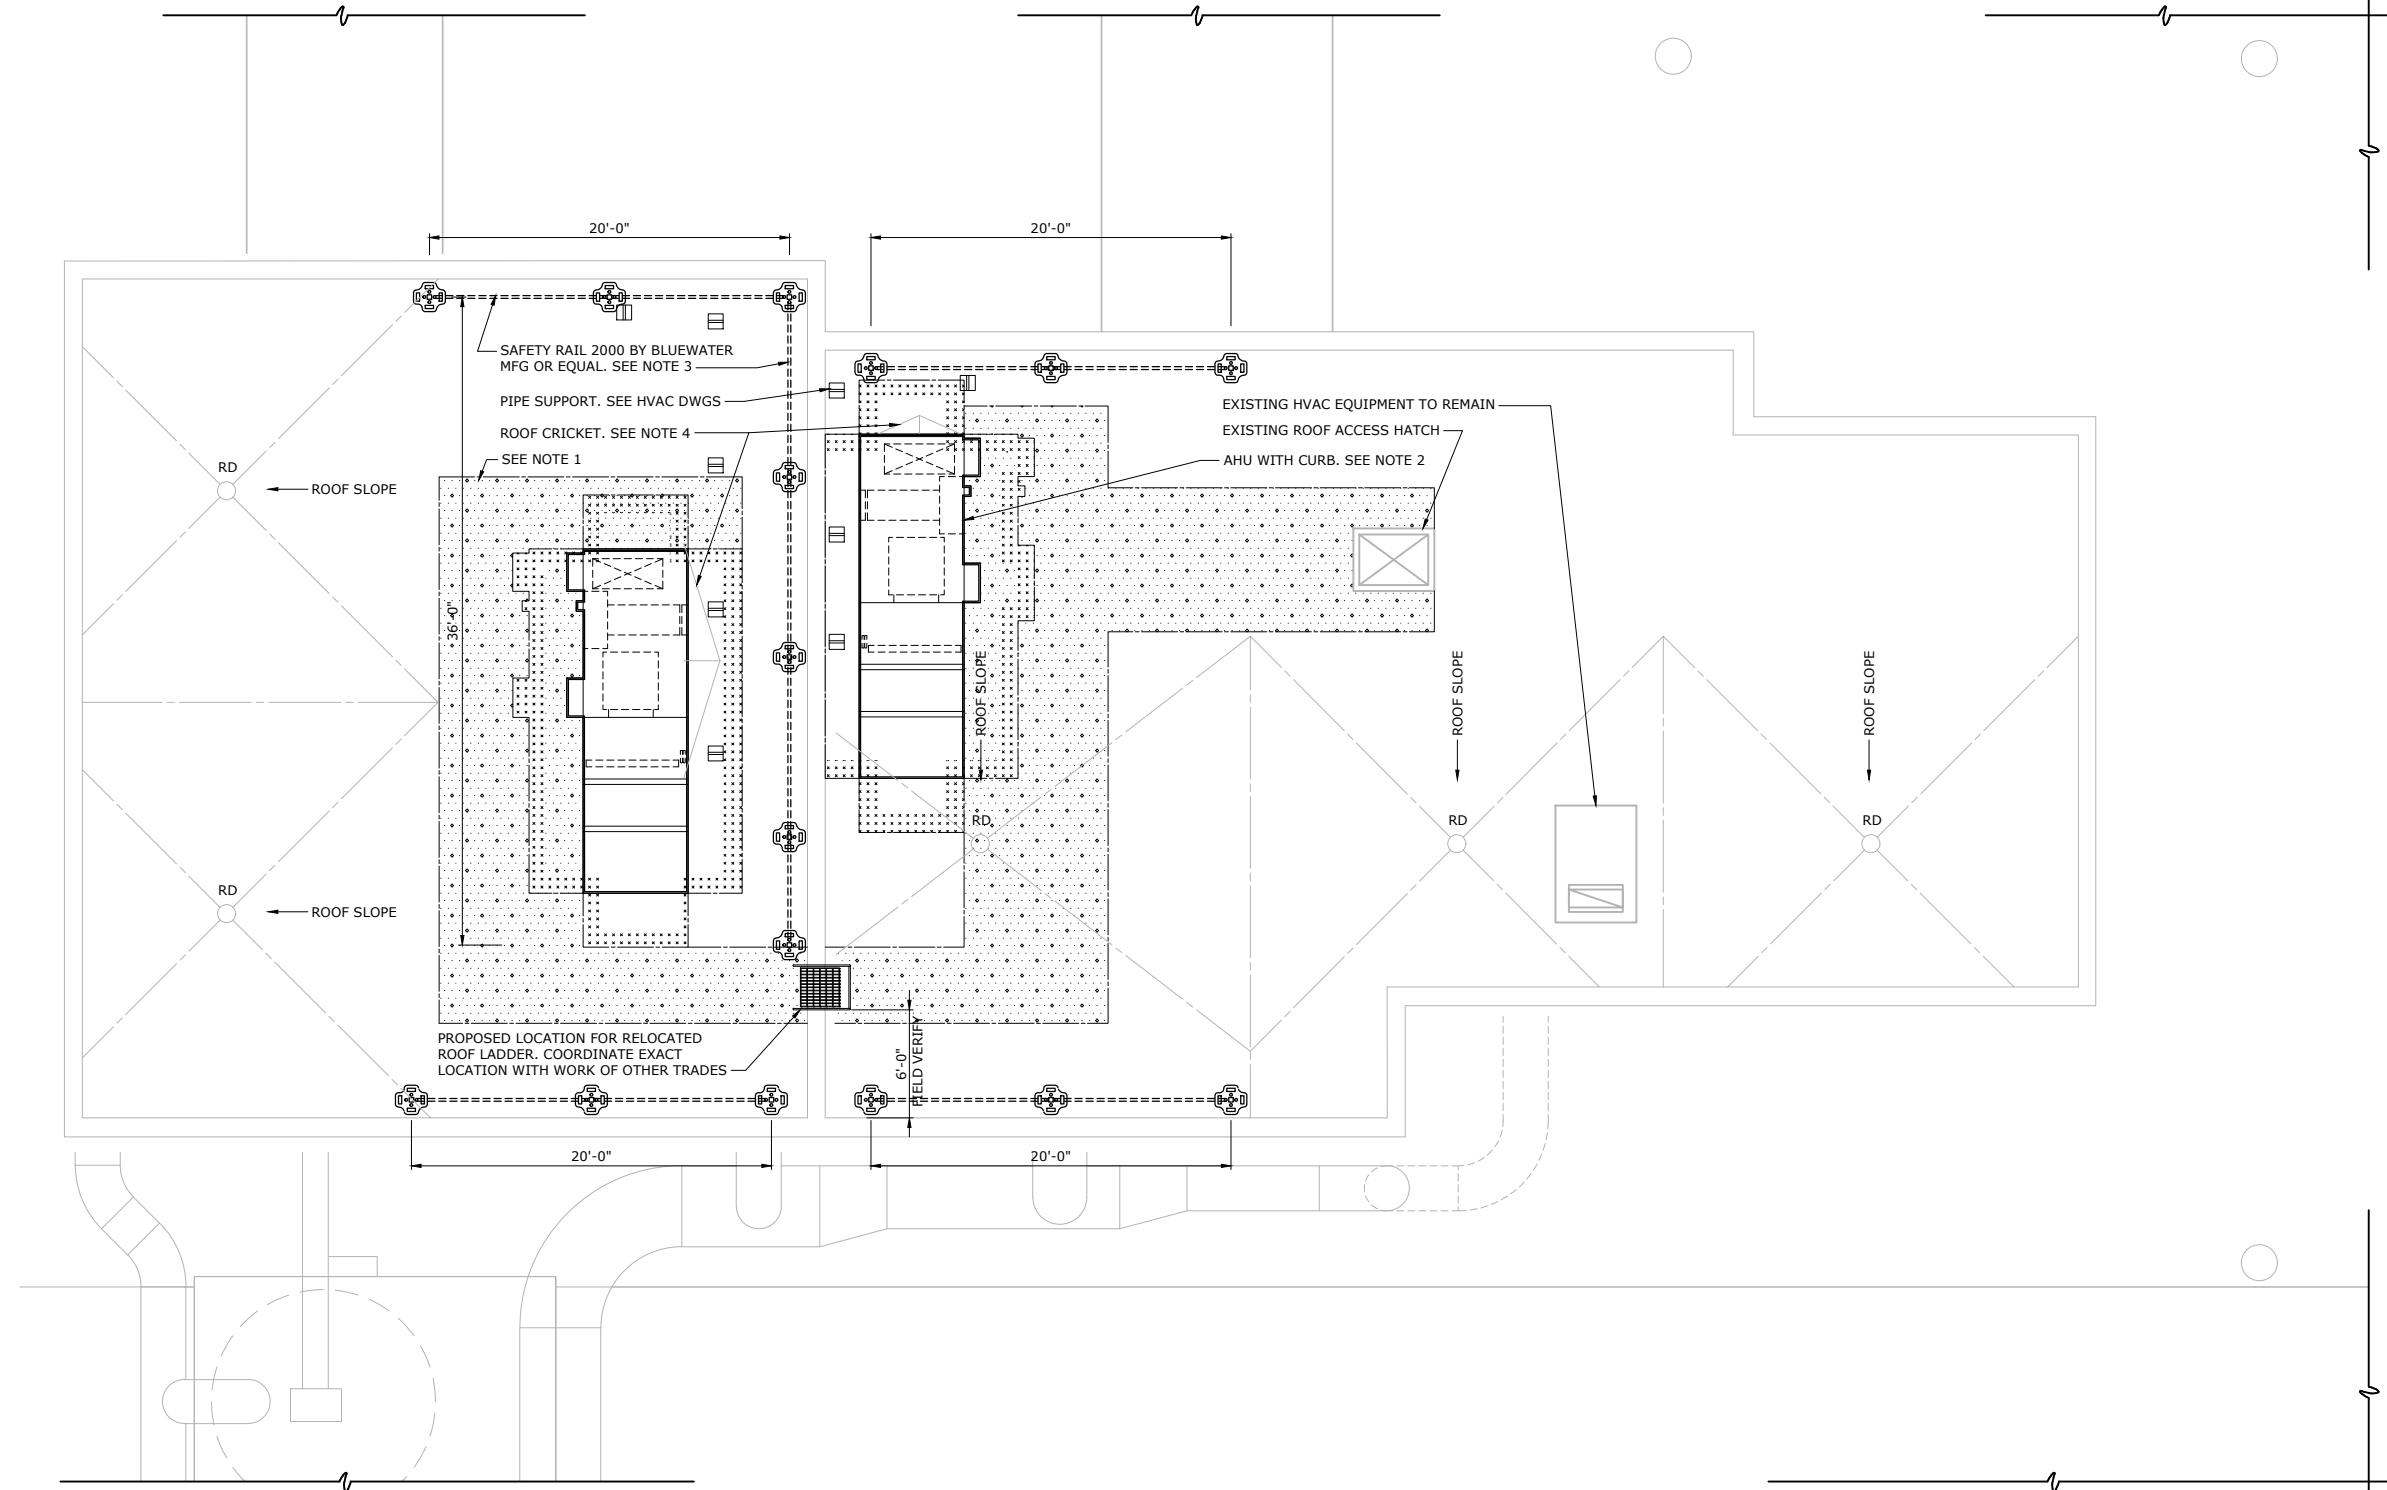 20'-0"
20'-0"
SAFETY RAIL 2000 BY BLUEWATER
MFG OR EQUAL. SEE NOTE 3
PIPE SUPPORT. SEE HVAC DWGS
ROOF CRICKET. SEE NOTE 4
SEE NOTE 1
EXISTING HVAC EQUIPMENT TO REMAIN
EXISTING ROOF ACCESS HATCH
AHU WITH CURB. SEE NOTE 2
RD
ROOF SLOPE
36'-0"
ROOF SLOPE
ROOF SLOPE
ROOF SLOPE
RD
RD
RD
RD
ROOF SLOPE
PROPOSED LOCATION FOR RELOCATED
ROOF LADDER. COORDINATE EXACT
LOCATION WITH WORK OF OTHER TRADES
6'-0"
FIELD VERIFY
20'-0"
20'-0"